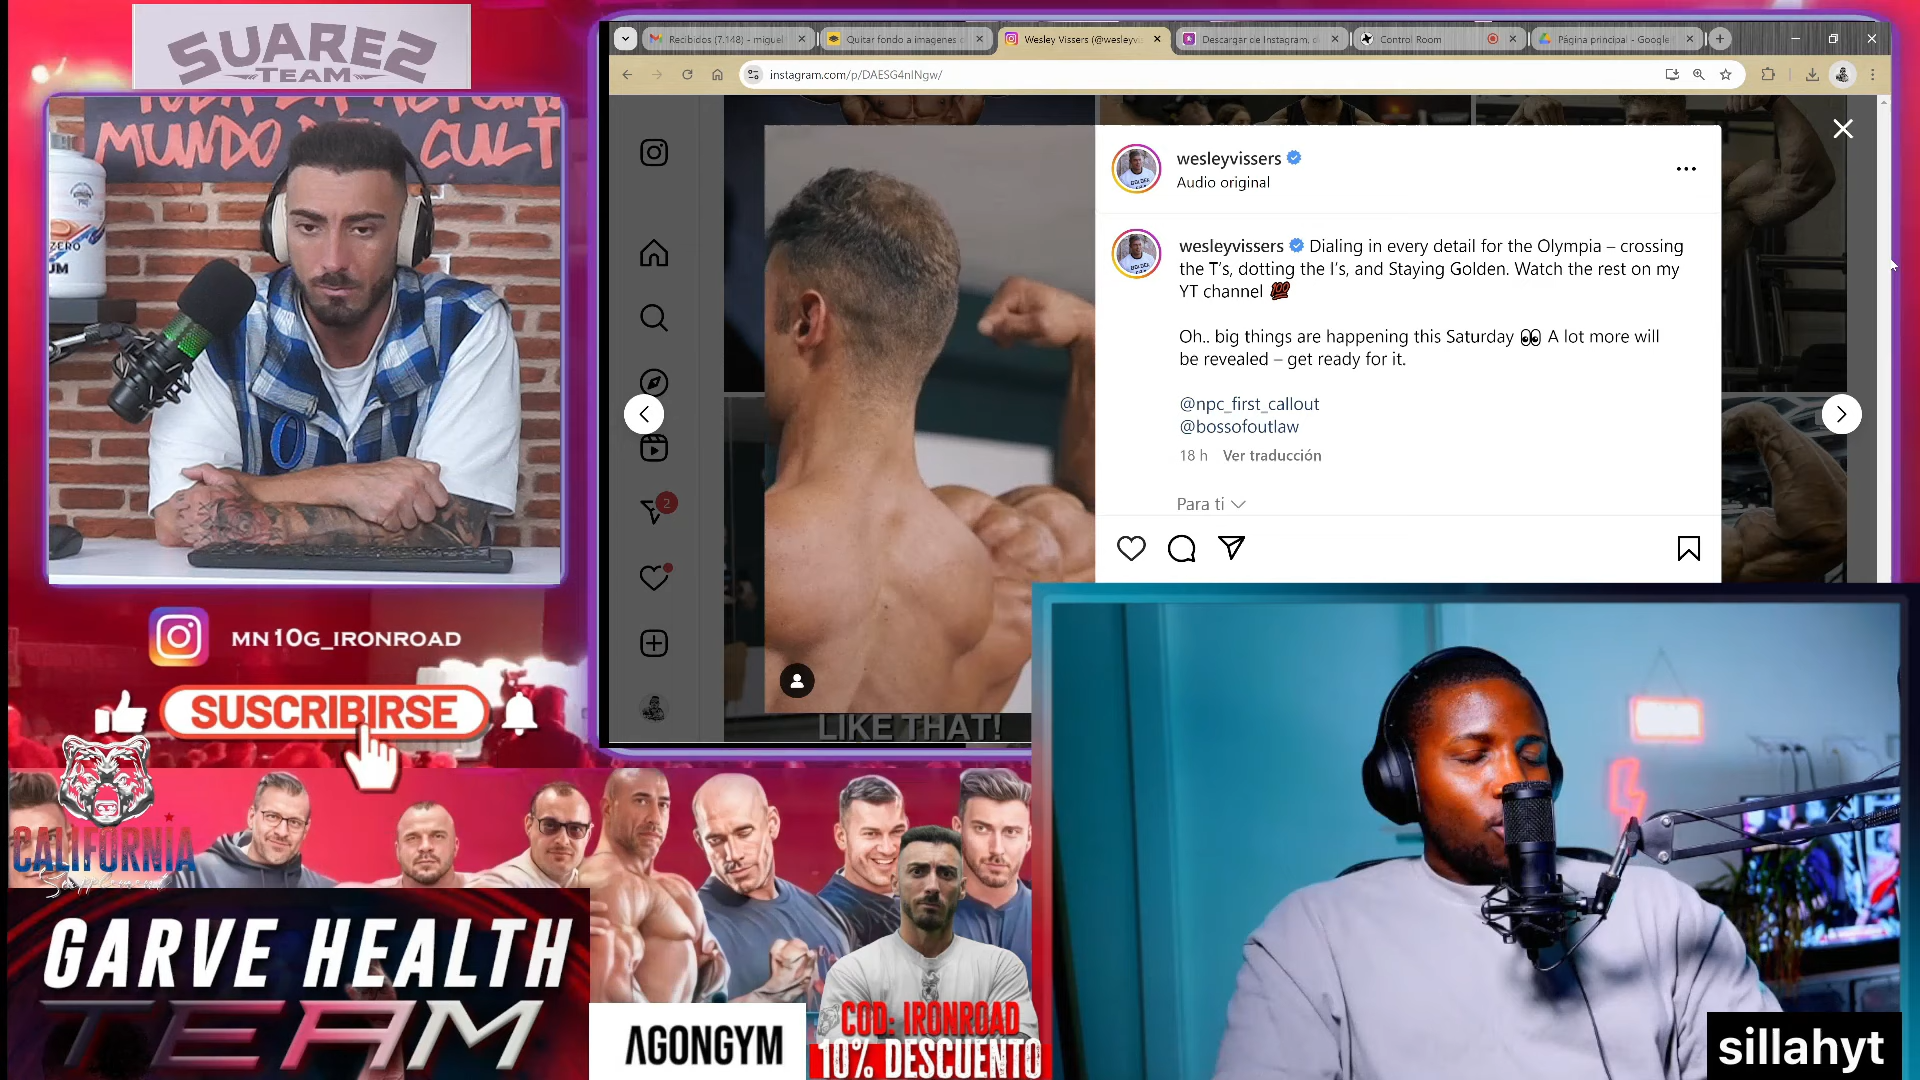 SUAREZ
TEAM
MUNDO DEL CULT
ZERO
UM
MN10G_IRONROAD
SUSCRIBIRSE
CALIFORNIA
Supplement
GARVE HEALTH
TEAM
AGONGYM
COD: IRONROAD
10% DESCUENTO
Recibidos (7.148) - miguel
Quitar fondo a imagenes d
Wesley Vissers (@wesleyv
Descargar de Instagram, d
Control Room
Página principal - Google
instagram.com/p/DAESG4nINgw/
wesleyvissers
Audio original
wesleyvissers Dialing in every detail for the Olympia – crossing
the T's, dotting the I's, and Staying Golden. Watch the rest on my
YT channel 💯
Oh.. big things are happening this Saturday 👀 A lot more will
be revealed – get ready for it.
@npc_first_callout
@bossofoutlaw
18 h Ver traducción
Para ti
2
LIKE THAT!
sillahyt